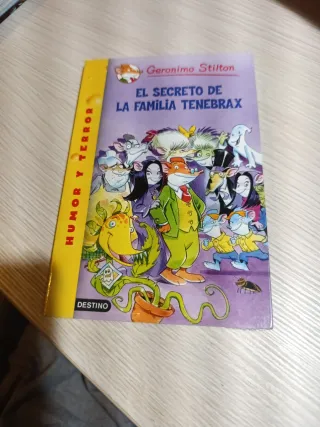 Geronimo Stilton
EL SECRETO DE
LA FAMILIA TENEBRAX
HUMOR Y TERROR
DESTINO